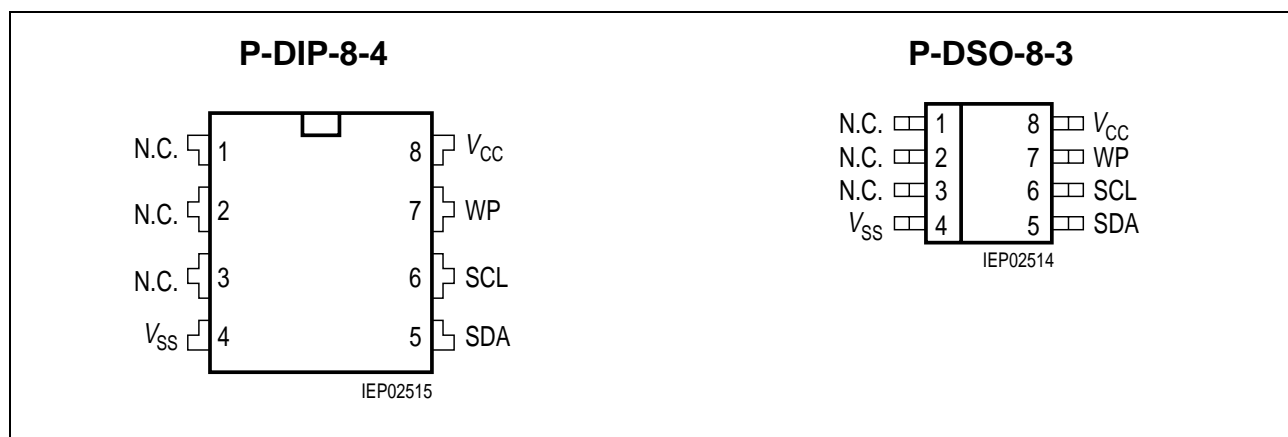 P-DIP-8-4
N.C. 1 8 VCC
N.C. 2 7 WP
N.C. 3 6 SCL
VSS 4 5 SDA
IEP02515
P-DSO-8-3
N.C. 1 8 VCC
N.C. 2 7 WP
N.C. 3 6 SCL
VSS 4 5 SDA
IEP02514